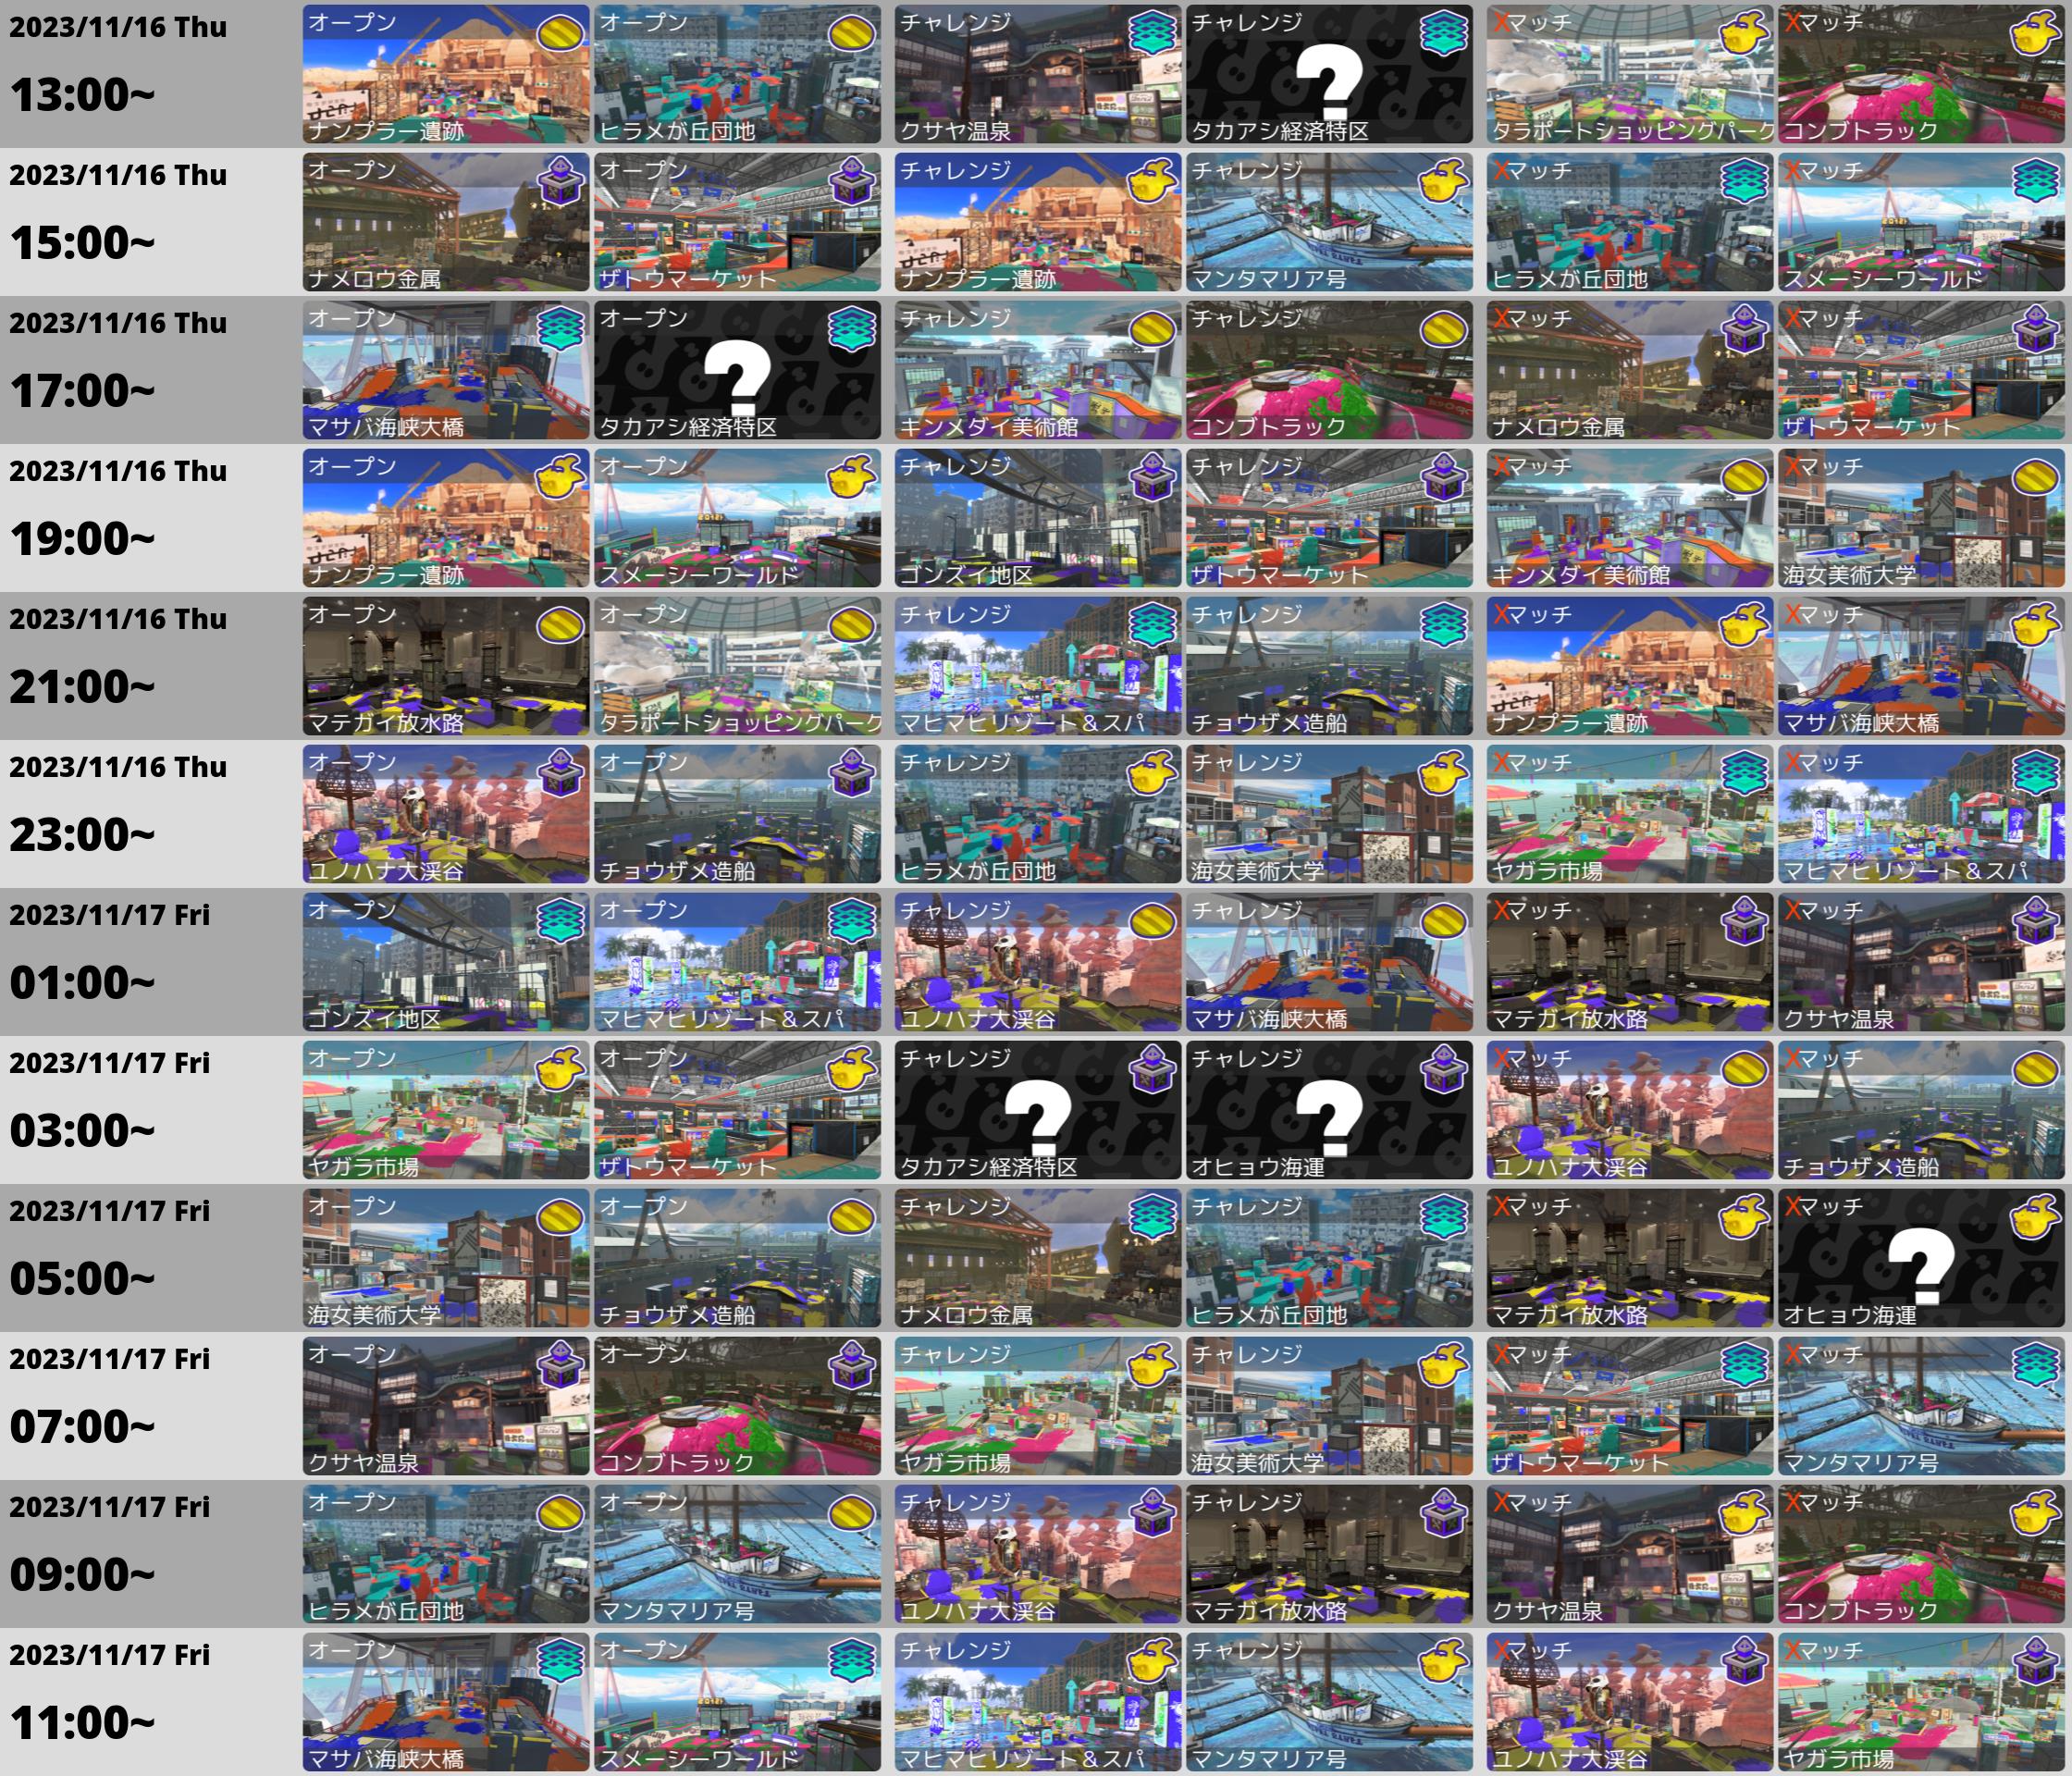 2023/11/16 Thu
13:00~
オープン
ナンプラー遺跡
オープン
ヒラメが丘団地
チャレンジ
クサヤ温泉
チャレンジ
?
タカアシ経済特区
Xマッチ
タラポートショッピングパーク
Xマッチ
コンブトラック
2023/11/16 Thu
15:00~
オープン
ナメロウ金属
オープン
ザトウマーケット
チャレンジ
ナンプラー遺跡
チャレンジ
マンタマリア号
Xマッチ
ヒラメが丘団地
Xマッチ
スメーシーワールド
2023/11/16 Thu
17:00~
オープン
マサバ海峡大橋
オープン
?
タカアシ経済特区
チャレンジ
キンメダイ美術館
チャレンジ
コンブトラック
Xマッチ
ナメロウ金属
Xマッチ
ザトウマーケット
2023/11/16 Thu
19:00~
オープン
ナンプラー遺跡
オープン
スメーシーワールド
チャレンジ
ゴンズイ地区
チャレンジ
ザトウマーケット
Xマッチ
キンメダイ美術館
Xマッチ
海女美術大学
2023/11/16 Thu
21:00~
オープン
マテガイ放水路
オープン
タラポートショッピングパーク
チャレンジ
マヒマヒリゾート＆スパ
チャレンジ
チョウザメ造船
Xマッチ
ナンプラー遺跡
Xマッチ
マサバ海峡大橋
2023/11/16 Thu
23:00~
オープン
ユノハナ大渓谷
オープン
チョウザメ造船
チャレンジ
ヒラメが丘団地
チャレンジ
海女美術大学
Xマッチ
ヤガラ市場
Xマッチ
マヒマヒリゾート＆スパ
2023/11/17 Fri
01:00~
オープン
ゴンズイ地区
オープン
マヒマヒリゾート＆スパ
チャレンジ
ユノハナ大渓谷
チャレンジ
マサバ海峡大橋
Xマッチ
マテガイ放水路
Xマッチ
クサヤ温泉
2023/11/17 Fri
03:00~
オープン
ヤガラ市場
オープン
ザトウマーケット
チャレンジ
?
タカアシ経済特区
チャレンジ
?
オヒョウ海運
Xマッチ
ユノハナ大渓谷
Xマッチ
チョウザメ造船
2023/11/17 Fri
05:00~
オープン
海女美術大学
オープン
チョウザメ造船
チャレンジ
ナメロウ金属
チャレンジ
ヒラメが丘団地
Xマッチ
マテガイ放水路
Xマッチ
?
オヒョウ海運
2023/11/17 Fri
07:00~
オープン
クサヤ温泉
オープン
コンブトラック
チャレンジ
ヤガラ市場
チャレンジ
海女美術大学
Xマッチ
ザトウマーケット
Xマッチ
マンタマリア号
2023/11/17 Fri
09:00~
オープン
ヒラメが丘団地
オープン
マンタマリア号
チャレンジ
ユノハナ大渓谷
チャレンジ
マテガイ放水路
Xマッチ
クサヤ温泉
Xマッチ
コンブトラック
2023/11/17 Fri
11:00~
オープン
マサバ海峡大橋
オープン
スメーシーワールド
チャレンジ
マヒマヒリゾート＆スパ
チャレンジ
マンタマリア号
Xマッチ
ユノハナ大渓谷
Xマッチ
ヤガラ市場